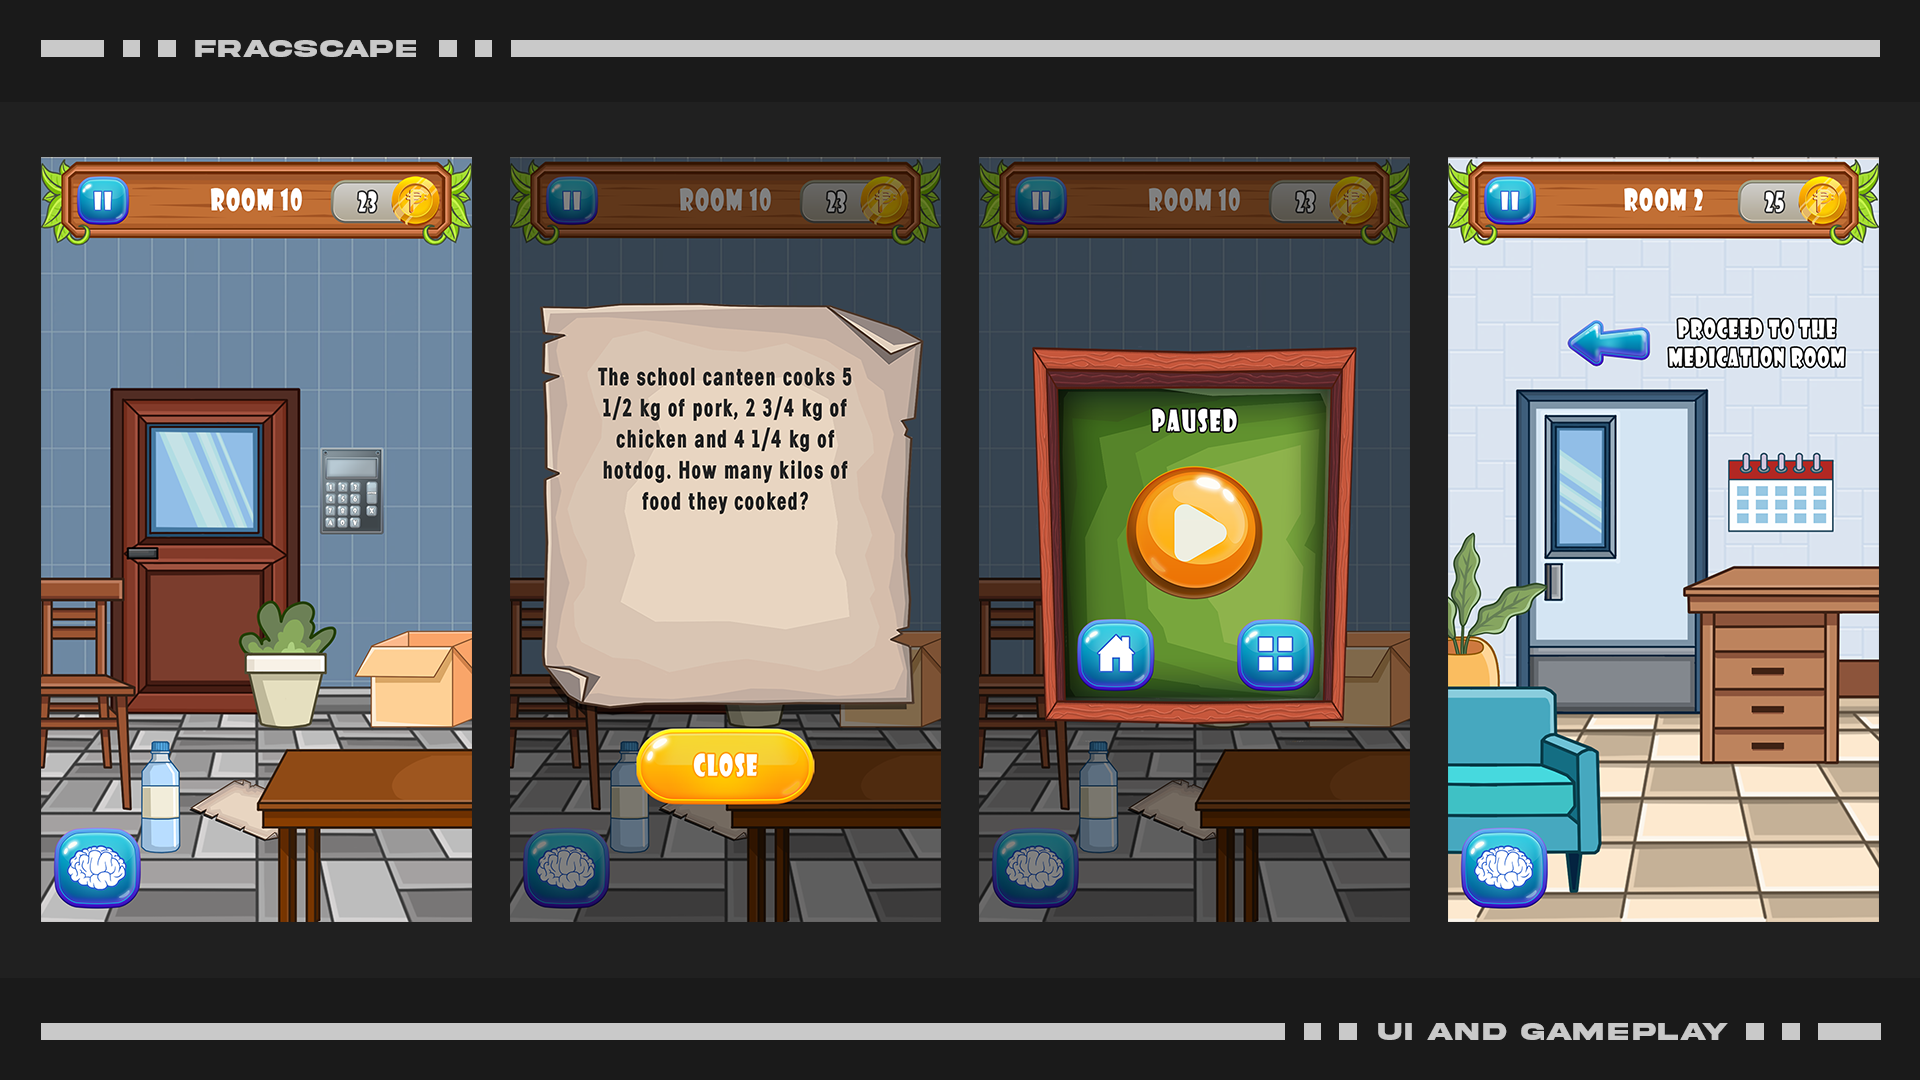 FRACSCAPE
ROOM 10
23
ROOM 10
23
The school canteen cooks 5
1/2 kg of pork, 2 3/4 kg of
chicken and 4 1/4 kg of
hotdog. How many kilos of
food they cooked?
CLOSE
ROOM 10
23
PAUSED
ROOM 2
25
PROCEED TO THE
MEDICATION ROOM
UI AND GAMEPLAY